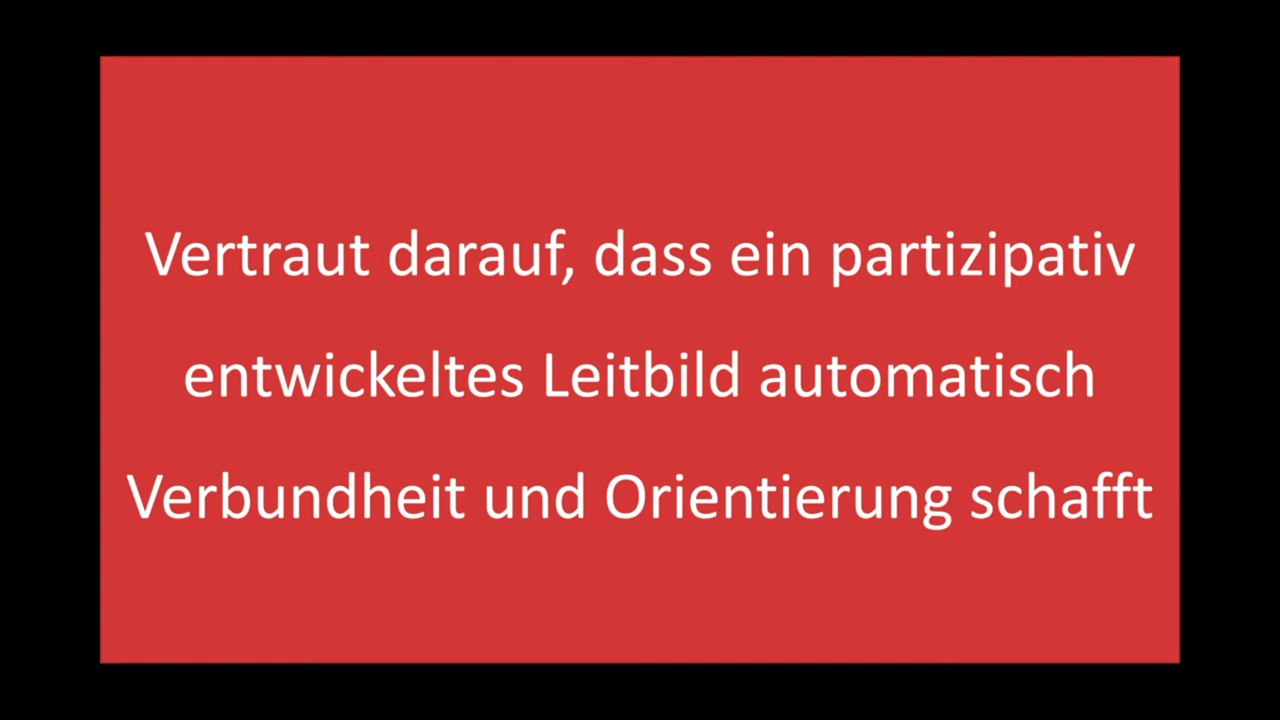 Vertraut darauf, dass ein partizipativ
entwickeltes Leitbild automatisch
Verbundheit und Orientierung schafft